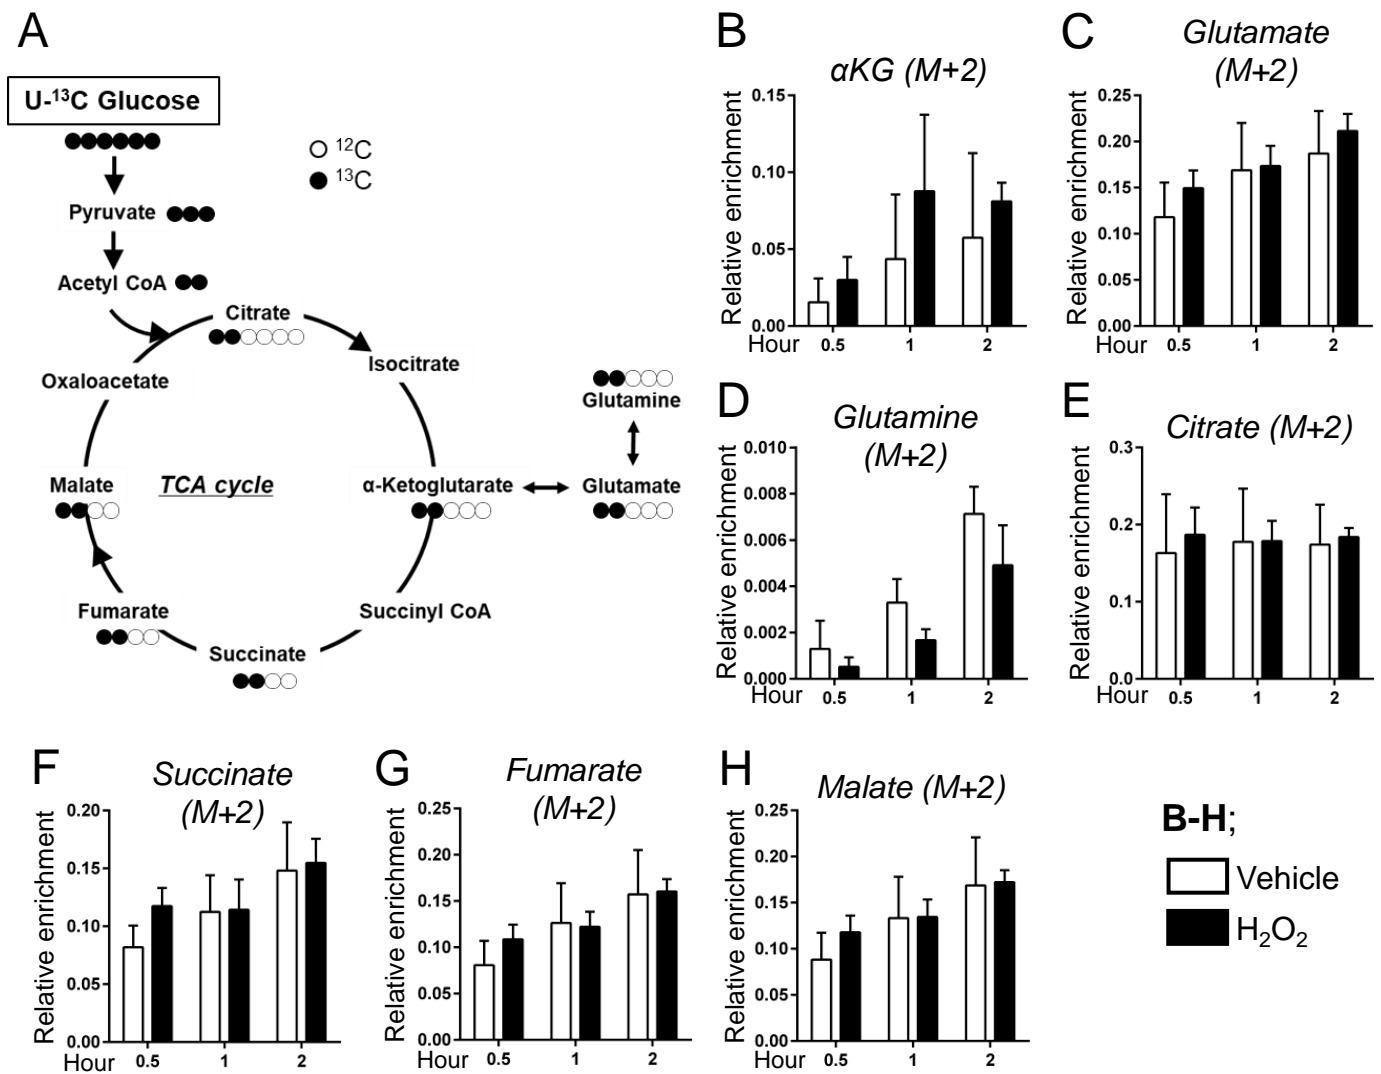 A
U-¹³C Glucose
¹²C
¹³C
Pyruvate
Acetyl CoA
Citrate
Isocitrate
Oxaloacetate
Glutamine
Malate
TCA cycle
α-Ketoglutarate
Glutamate
Fumarate
Succinyl CoA
Succinate
B
αKG (M+2)
Relative enrichment
0.15
0.10
0.05
0.00
Hour 0.5 1 2
C
Glutamate
(M+2)
Relative enrichment
0.25
0.20
0.15
0.10
0.05
0.00
Hour 0.5 1 2
D
Glutamine
(M+2)
Relative enrichment
0.010
0.008
0.006
0.004
0.002
0.000
Hour 0.5 1 2
E
Citrate (M+2)
Relative enrichment
0.3
0.2
0.1
0.0
Hour 0.5 1 2
F
Succinate
(M+2)
Relative enrichment
0.20
0.15
0.10
0.05
0.00
Hour 0.5 1 2
G
Fumarate
(M+2)
Relative enrichment
0.25
0.20
0.15
0.10
0.05
0.00
Hour 0.5 1 2
H
Malate (M+2)
Relative enrichment
0.25
0.20
0.15
0.10
0.05
0.00
Hour 0.5 1 2
B-H;
Vehicle
H₂O₂